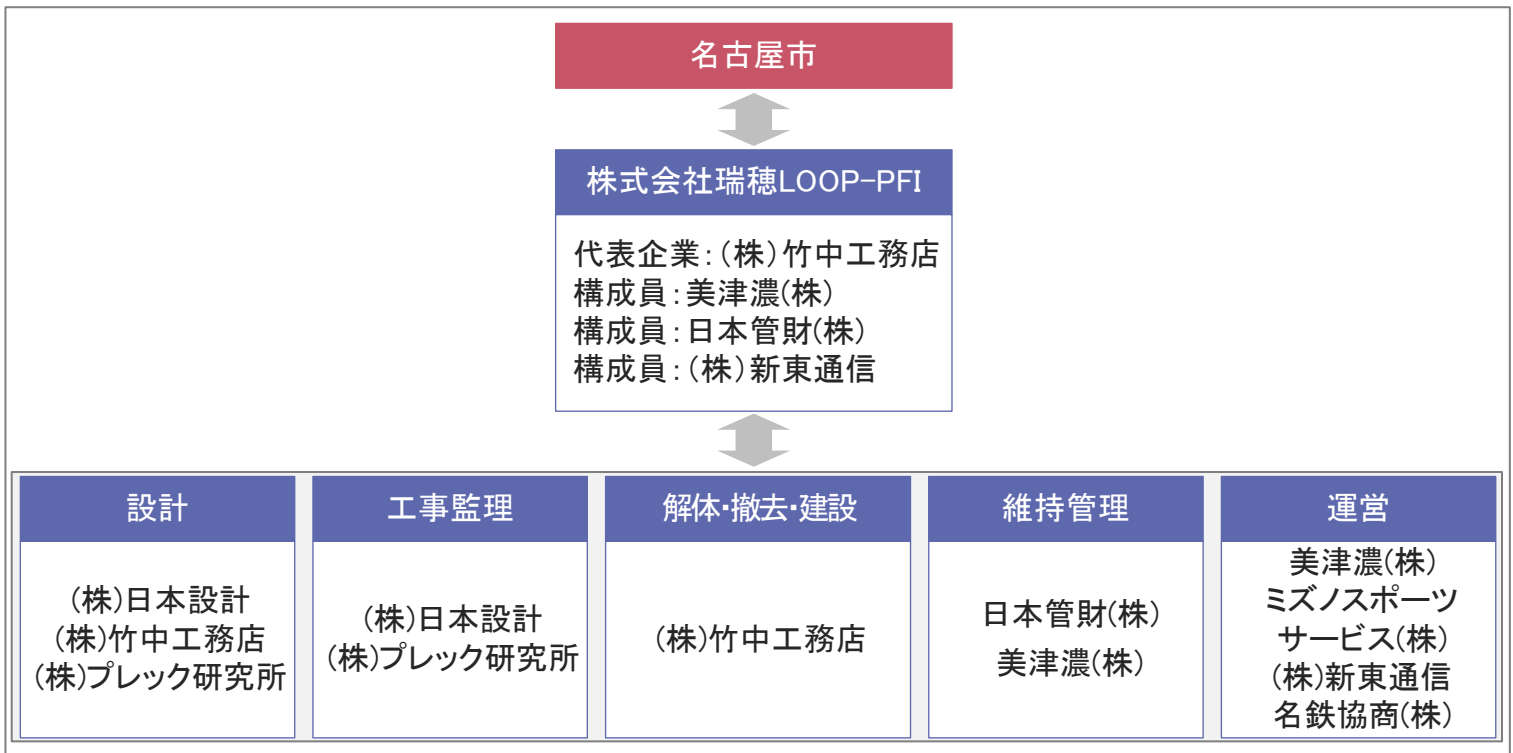 名古屋市
株式会社瑞穂LOOP-PFI
代表企業：(株)竹中工務店
構成員：美津濃(株)
構成員：日本管財(株)
構成員：(株)新東通信
設計
(株)日本設計
(株)竹中工務店
(株)プレック研究所
工事監理
(株)日本設計
(株)プレック研究所
解体・撤去・建設
(株)竹中工務店
維持管理
日本管財(株)
美津濃(株)
運営
美津濃(株)
ミズノスポーツ
サービス(株)
(株)新東通信
名鉄協商(株)